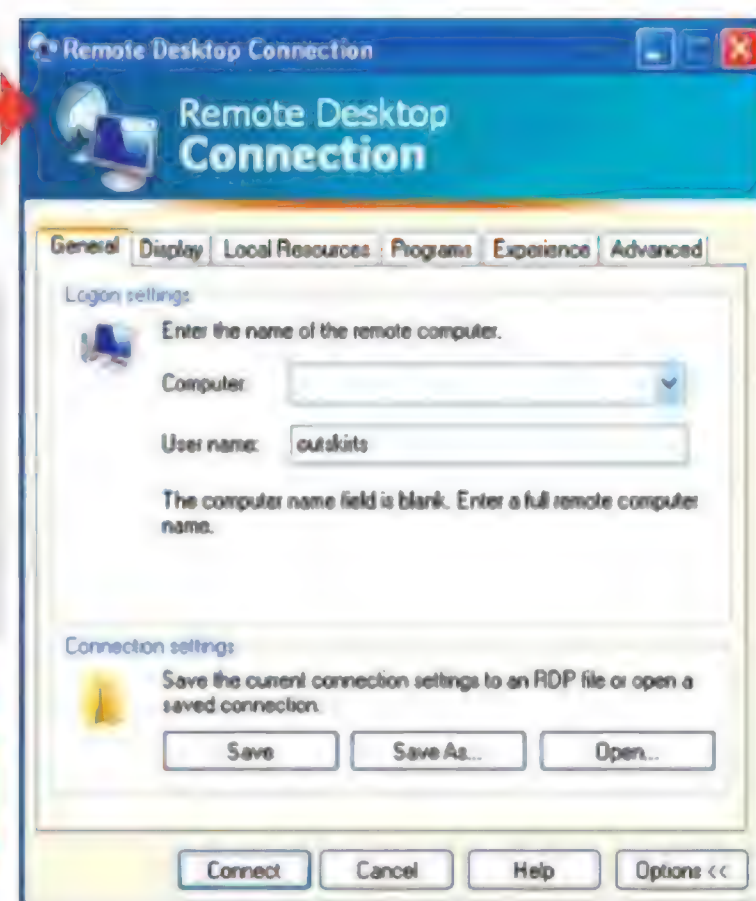 Remote Desktop Connection
Remote Desktop
Connection
General Display Local Resources Programs Experience Advanced
Logon settings
Enter the name of the remote computer.
Computer:
User name: outskirts
The computer name field is blank. Enter a full remote computer
name.
Connection settings
Save the current connection settings to an RDP file or open a
saved connection.
Save Save As... Open...
Connect Cancel Help Options <<